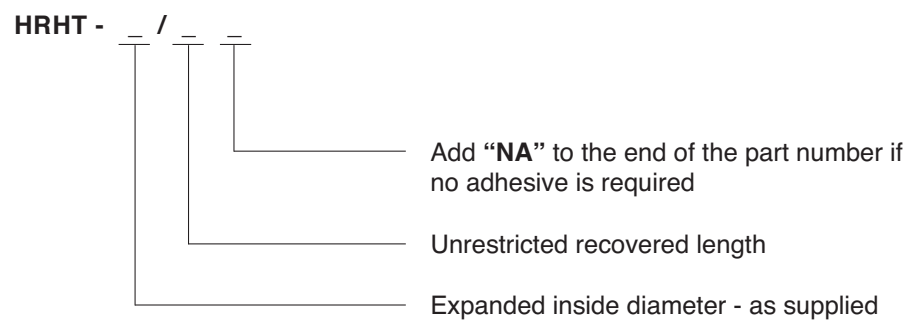 HRHT - _ / _ _
Add “NA” to the end of the part number if
no adhesive is required
Unrestricted recovered length
Expanded inside diameter - as supplied